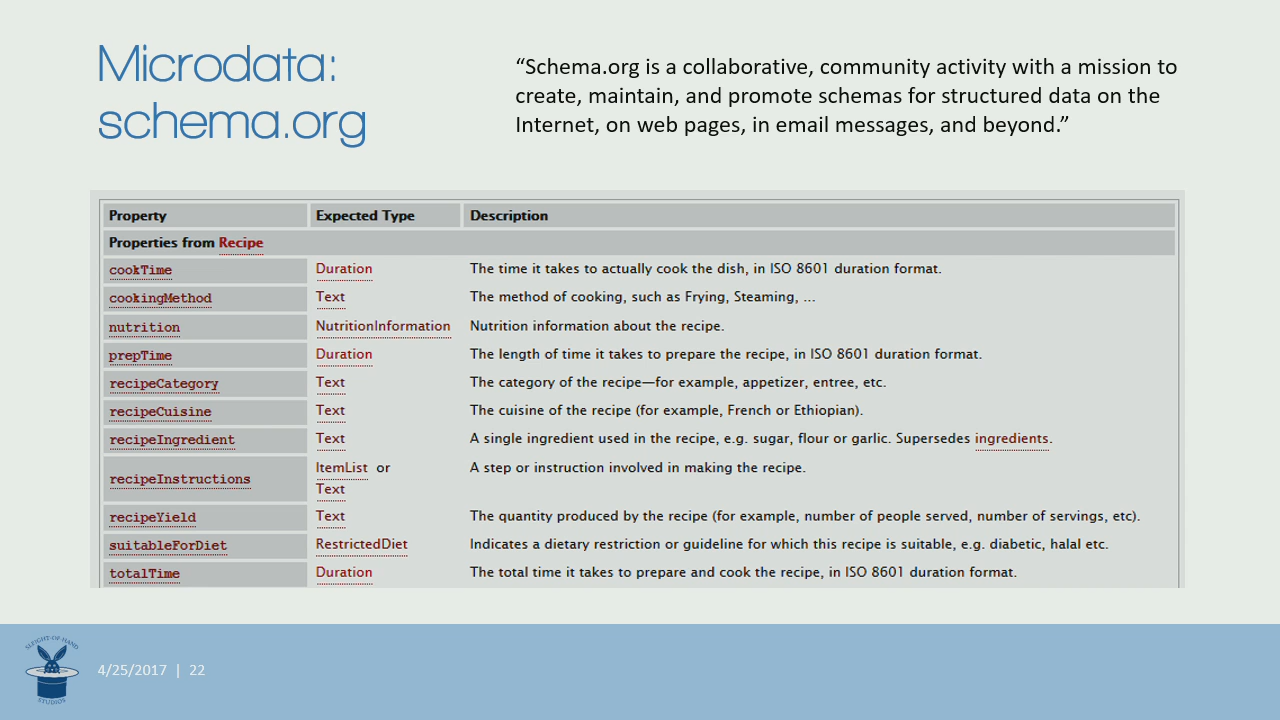 Microdata:
schema.org
“Schema.org is a collaborative, community activity with a mission to
create, maintain, and promote schemas for structured data on the
Internet, on web pages, in email messages, and beyond.”
Property Expected Type Description
Properties from Recipe
cookTime Duration The time it takes to actually cook the dish, in ISO 8601 duration format.
cookingMethod Text The method of cooking, such as Frying, Steaming, ...
nutrition NutritionInformation Nutrition information about the recipe.
prepTime Duration The length of time it takes to prepare the recipe, in ISO 8601 duration format.
recipeCategory Text The category of the recipe—for example, appetizer, entree, etc.
recipeCuisine Text The cuisine of the recipe (for example, French or Ethiopian).
recipeIngredient Text A single ingredient used in the recipe, e.g. sugar, flour or garlic. Supersedes ingredients.
recipeInstructions ItemList or A step or instruction involved in making the recipe.
Text
recipeYield Text The quantity produced by the recipe (for example, number of people served, number of servings, etc).
suitableForDiet RestrictedDiet Indicates a dietary restriction or guideline for which this recipe is suitable, e.g. diabetic, halal etc.
totalTime Duration The total time it takes to prepare and cook the recipe, in ISO 8601 duration format.
SLEIGHT-OF-HAND
STUDIOS
4/25/2017 | 22